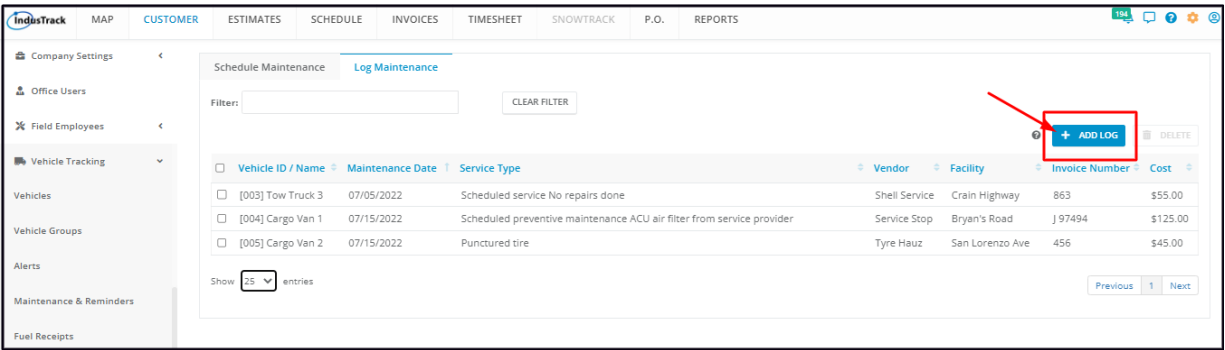 IndusTrack MAP CUSTOMER ESTIMATES SCHEDULE INVOICES TIMESHEET SNOWTRACK P.O. REPORTS 194
Company Settings
Office Users
Field Employees
Vehicle Tracking
Vehicles
Vehicle Groups
Alerts
Maintenance & Reminders
Fuel Receipts
Schedule Maintenance Log Maintenance
Filter: CLEAR FILTER
+ ADD LOG DELETE
Vehicle ID / Name Maintenance Date Service Type Vendor Facility Invoice Number Cost
[003] Tow Truck 3 07/05/2022 Scheduled service No repairs done Shell Service Crain Highway 863 $55.00
[004] Cargo Van 1 07/15/2022 Scheduled preventive maintenance ACU air filter from service provider Service Stop Bryan's Road J 97494 $125.00
[005] Cargo Van 2 07/15/2022 Punctured tire Tyre Hauz San Lorenzo Ave 456 $45.00
Show 25 entries
Previous 1 Next